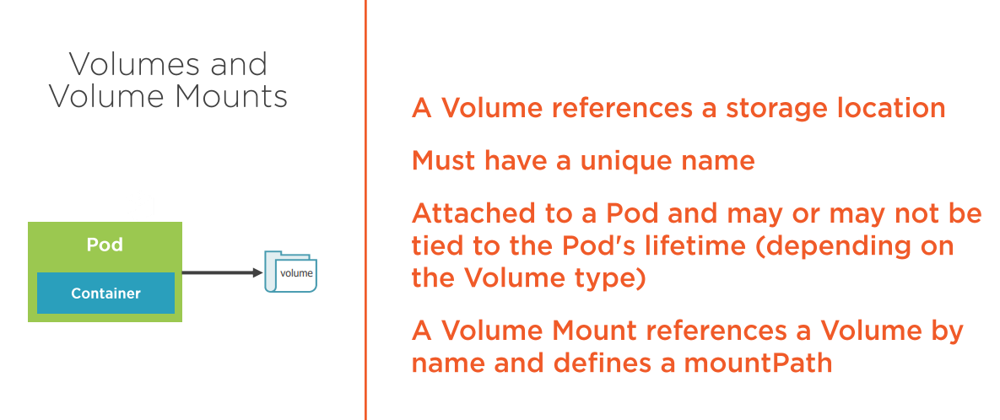 Volumes and
Volume Mounts
Pod
Container
volume
A Volume references a storage location
Must have a unique name
Attached to a Pod and may or may not be
tied to the Pod's lifetime (depending on
the Volume type)
A Volume Mount references a Volume by
name and defines a mountPath